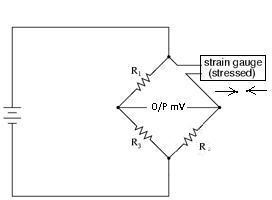 strain gauge
(stressed)
R1
O/P mV
R3
R